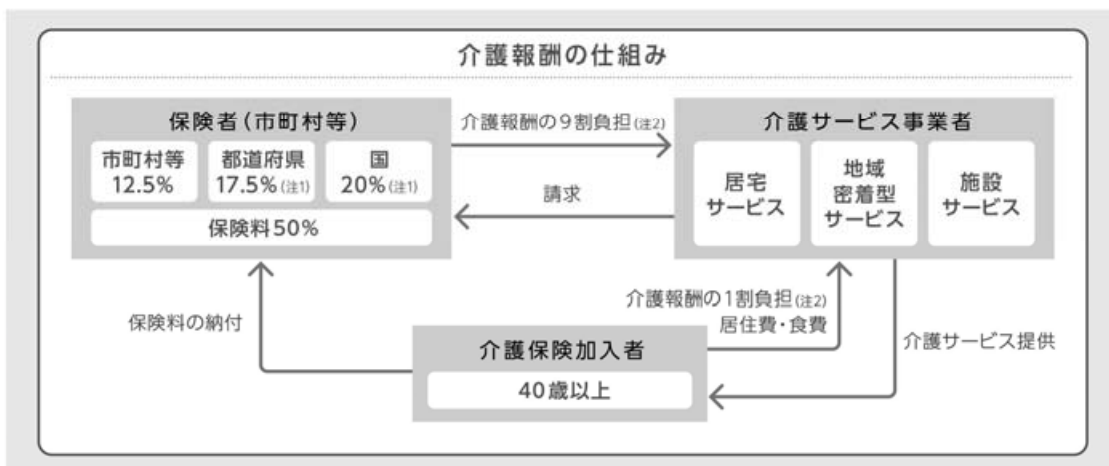 介護報酬の仕組み
保険者(市町村等)
市町村等
12.5%
都道府県
17.5%(注1)
国
20%(注1)
保険料50%
介護報酬の9割負担(注2)
請求
介護サービス事業者
居宅
サービス
地域
密着型
サービス
施設
サービス
保険料の納付
介護報酬の1割負担(注2)
居住費・食費
介護サービス提供
介護保険加入者
40歳以上